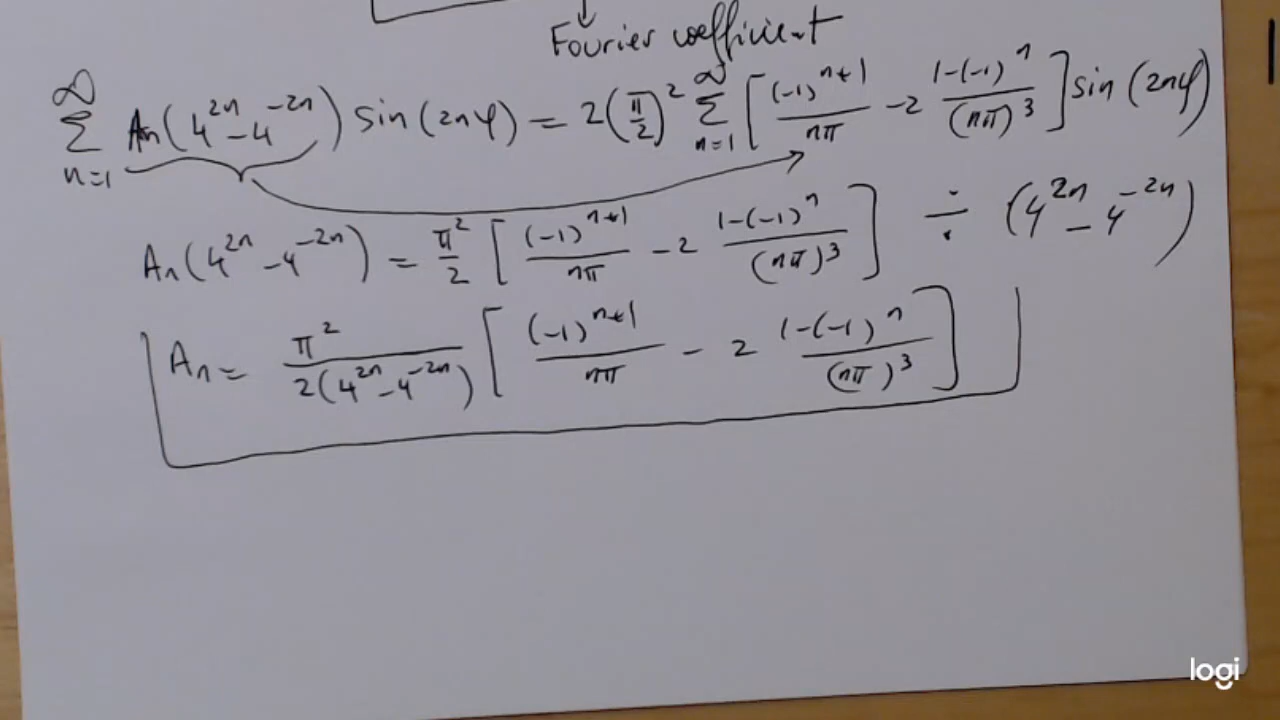 Fourier coefficient
∞ ∑ n=1 An(4^{2n} - 4^{-2n}) sin(2nφ) = 2(π/2)^2 ∞ ∑ n=1 [ (-1)^{n+1} / nπ - 2 (1-(-1)^n) / (nπ)^3 ] sin(2nφ)
An(4^{2n} - 4^{-2n}) = π^2 / 2 [ (-1)^{n+1} / nπ - 2 (1-(-1)^n) / (nπ)^3 ] ÷ (4^{2n} - 4^{-2n})
An = π^2 / 2(4^{2n} - 4^{-2n}) [ (-1)^{n+1} / nπ - 2 (1-(-1)^n) / (nπ)^3 ]
logi